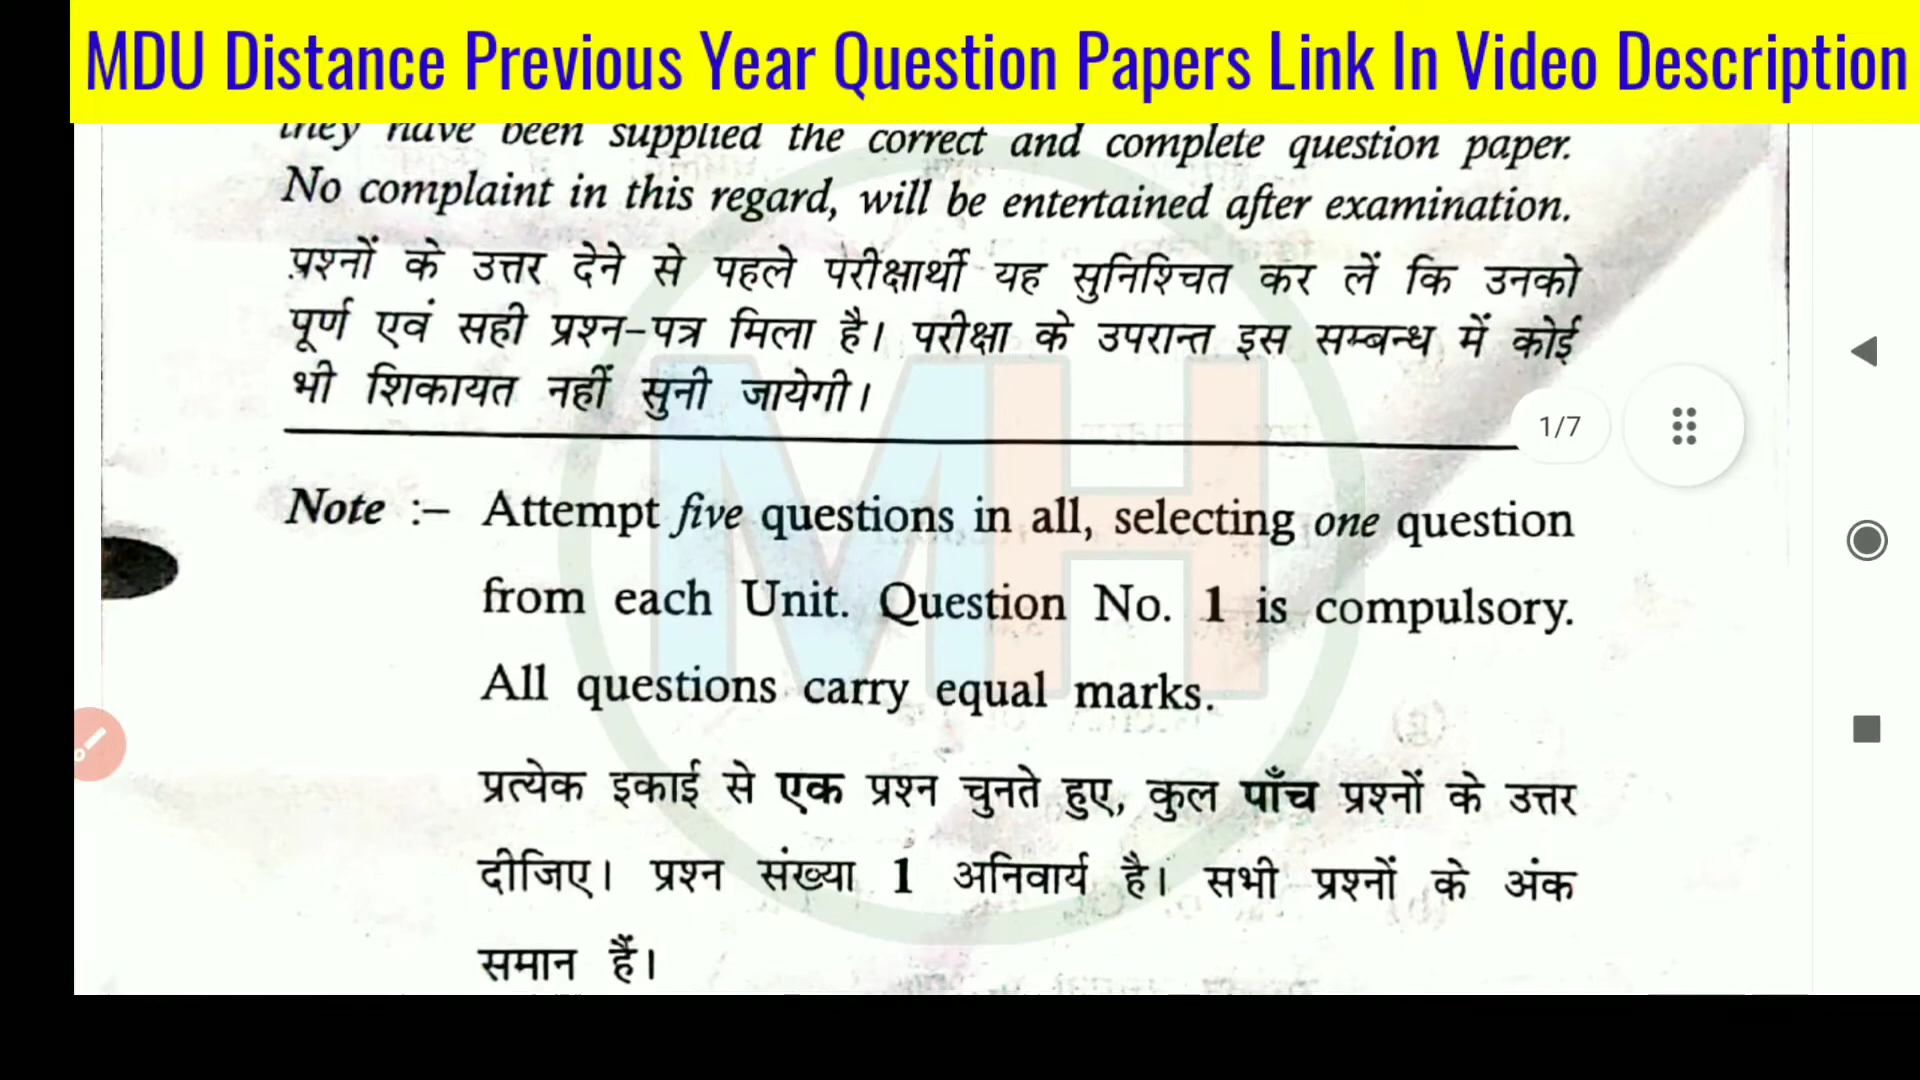 MDU Distance Previous Year Question Papers Link In Video Description
they have been supplied the correct and complete question paper.
No complaint in this regard, will be entertained after examination.
प्रश्नों के उत्तर देने से पहले परीक्षार्थी यह सुनिश्चित कर लें कि उनको
पूर्ण एवं सही प्रश्न-पत्र मिला है। परीक्षा के उपरान्त इस सम्बन्ध में कोई
भी शिकायत नहीं सुनी जायेगी।
1/7
Note :– Attempt five questions in all, selecting one question
from each Unit. Question No. 1 is compulsory.
All questions carry equal marks.
प्रत्येक इकाई से एक प्रश्न चुनते हुए, कुल पाँच प्रश्नों के उत्तर
दीजिए। प्रश्न संख्या 1 अनिवार्य है। सभी प्रश्नों के अंक
समान हैं।
MH